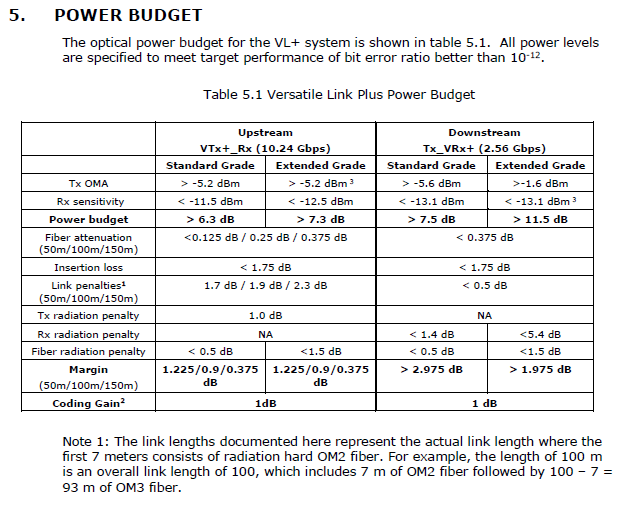 5. POWER BUDGET
The optical power budget for the VL+ system is shown in table 5.1. All power levels
are specified to meet target performance of bit error ratio better than 10-12.
Table 5.1 Versatile Link Plus Power Budget
Upstream Downstream
VTx+_Rx (10.24 Gbps) Tx_VRx+ (2.56 Gbps)
Standard Grade Extended Grade Standard Grade Extended Grade
Tx OMA > -5.2 dBm > -5.2 dBm 3 > -5.6 dBm >-1.6 dBm
Rx sensitivity < -11.5 dBm < -12.5 dBm < -13.1 dBm < -13.1 dBm 3
Power budget > 6.3 dB > 7.3 dB > 7.5 dB > 11.5 dB
Fiber attenuation <0.125 dB / 0.25 dB / 0.375 dB < 0.375 dB
(50m/100m/150m)
Insertion loss < 1.75 dB < 1.75 dB
Link penalties1 1.7 dB / 1.9 dB / 2.3 dB < 0.5 dB
(50m/100m/150m)
Tx radiation penalty 1.0 dB NA
Rx radiation penalty NA < 1.4 dB <5.4 dB
Fiber radiation penalty < 0.5 dB <1.5 dB < 0.5 dB <1.5 dB
Margin 1.225/0.9/0.375 1.225/0.9/0.375 > 2.975 dB > 1.975 dB
(50m/100m/150m) dB dB
Coding Gain2 1dB 1 dB
Note 1: The link lengths documented here represent the actual link length where the
first 7 meters consists of radiation hard OM2 fiber. For example, the length of 100 m
is an overall link length of 100, which includes 7 m of OM2 fiber followed by 100 – 7 =
93 m of OM3 fiber.